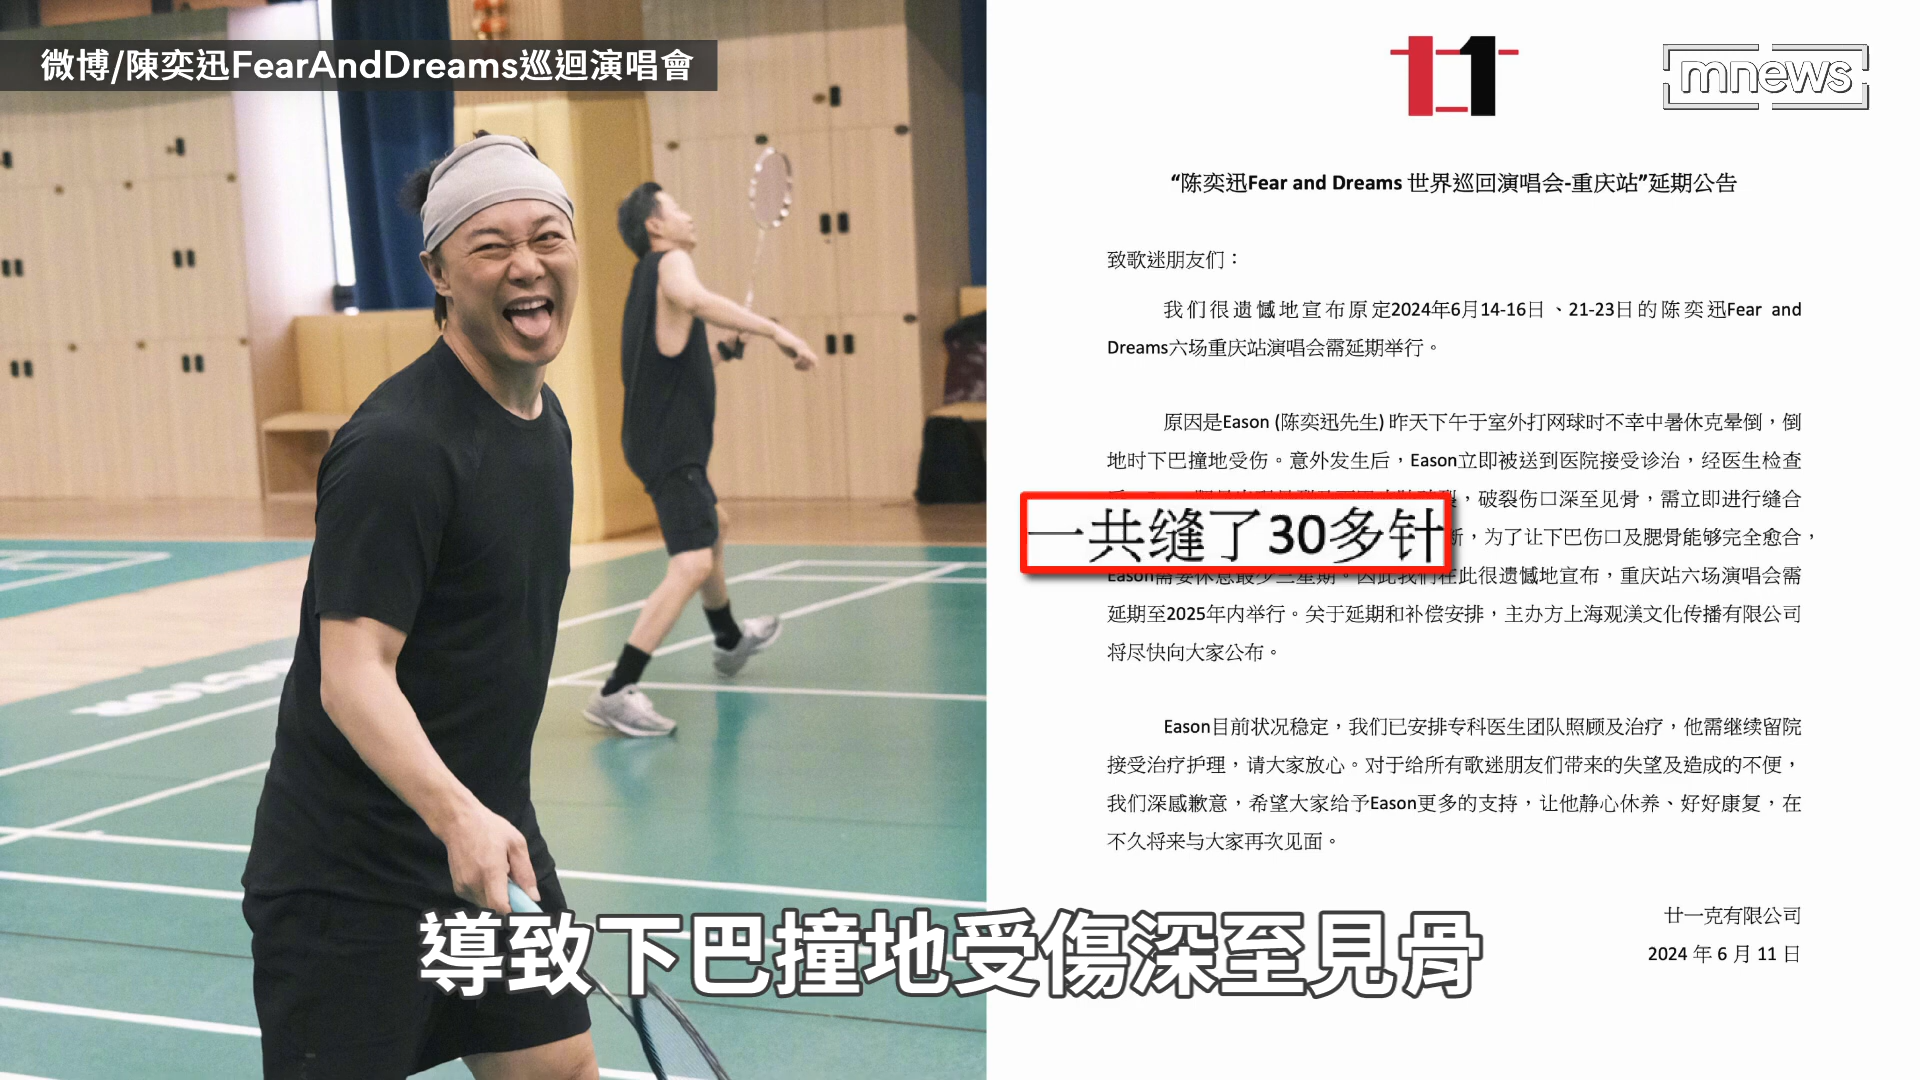 微博/陳奕迅FearAndDreams巡迴演唱會
mnews
“陈奕迅Fear and Dreams 世界巡回演唱会-重庆站”延期公告
致歌迷朋友们：
我们很遗憾地宣布原定2024年6月14-16日、21-23日的陈奕迅Fear and
Dreams六场重庆站演唱会需延期举行。
原因是Eason (陈奕迅先生) 昨天下午于室外打网球时不幸中暑休克晕倒，倒
地时下巴撞地受伤。意外发生后，Eason立即被送到医院接受诊治，经医生检查
，破裂伤口深至见骨，需立即进行缝合
一共缝了30多针
，为了让下巴伤口及腮骨能够完全愈合，
Eason需要休息最少三星期。因此我们在此很遗憾地宣布，重庆站六场演唱会需
延期至2025年内举行。关于延期和补偿安排，主办方上海观渼文化传播有限公司
将尽快向大家公布。
Eason目前状况稳定，我们已安排专科医生团队照顾及治疗，他需继续留院
接受治疗护理，请大家放心。对于给所有歌迷朋友们带来的失望及造成的不便，
我们深感歉意，希望大家给予Eason更多的支持，让他静心休养、好好康复，在
不久将来与大家再次见面。
廿一克有限公司
2024 年 6 月 11 日
導致下巴撞地受傷深至見骨